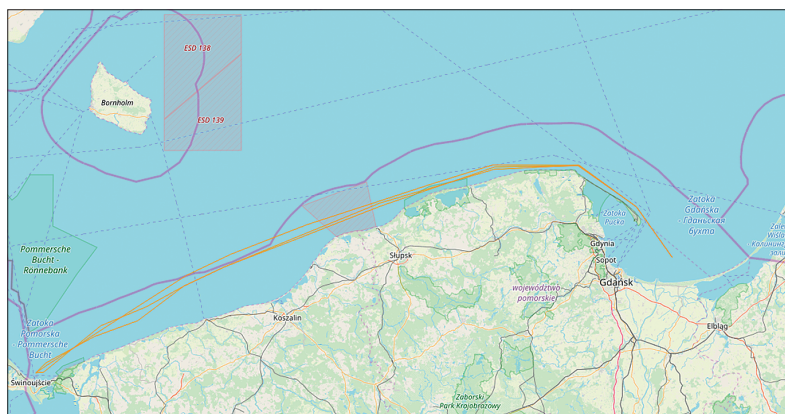 ESD 138
Bornholm
ESD 139
Zatoka
Gdańska
- Гданьская
бухта
Zatoka
Pucka
Pommersche
Bucht -
Rönnebank
Gdynia
Sopot
Gdańsk
Słupsk
województwo
pomorskie
Koszalin
Elbląg
Zatoka
Pomorska
Pommersche
Bucht
Świnoujście
Zaborski
Park Krajobrazowy